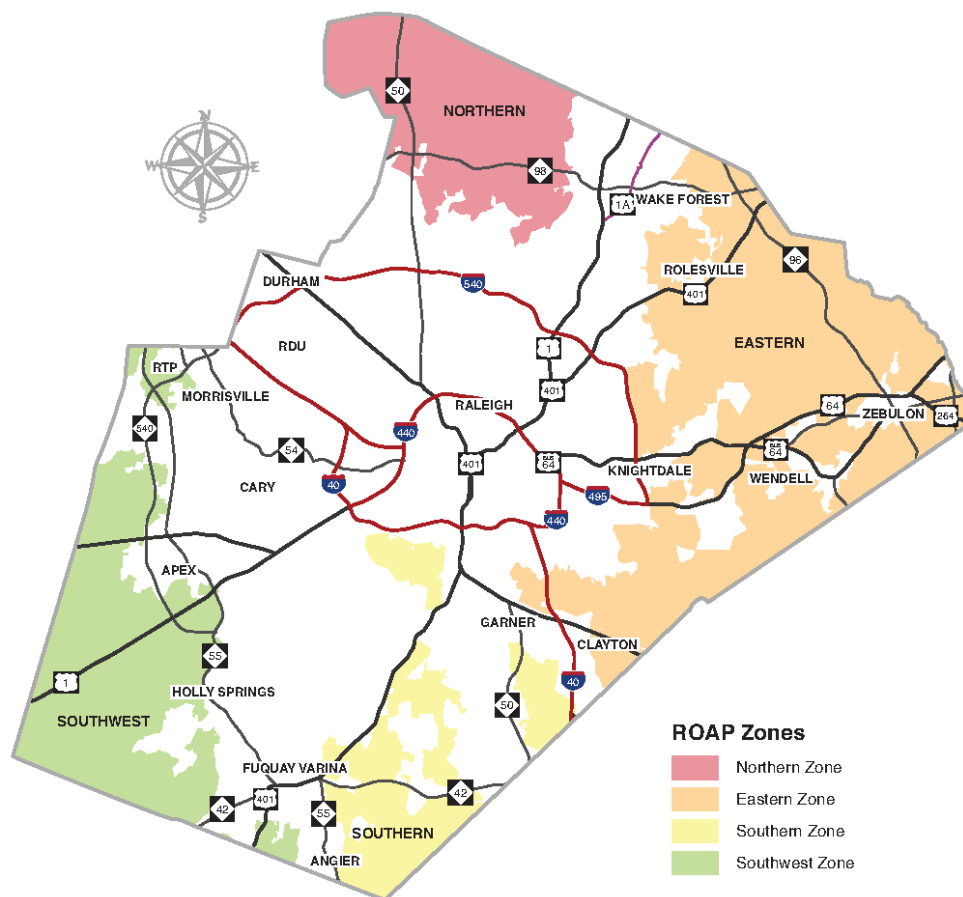 50
NORTHERN
N
W
E
S
98
1A
WAKE FOREST
DURHAM
540
ROLESVILLE
401
96
RDU
1
EASTERN
RTP
MORRISVILLE
401
RALEIGH
64
ZEBULON
264
540
54
440
401
BUS
64
KNIGHTDALE
BUS
64
WENDELL
CARY
40
495
440
APEX
GARNER
CLAYTON
55
1
HOLLY SPRINGS
40
SOUTHWEST
50
FUQUAY VARINA
42
401
55
42
SOUTHERN
ANGIER
ROAP Zones
Northern Zone
Eastern Zone
Southern Zone
Southwest Zone